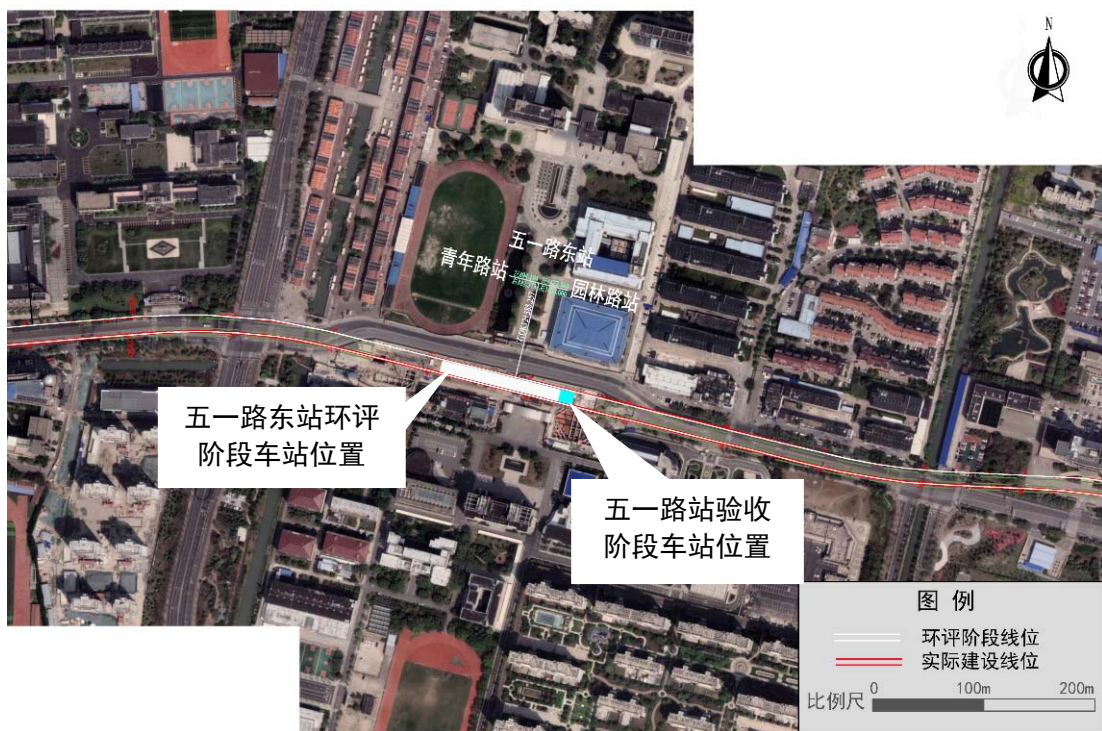 N
五一路东站
青年路站
园林路站
五一路东站环评
阶段车站位置
五一路站验收
阶段车站位置
图 例
环评阶段线位
实际建设线位
比例尺
0 100m 200m